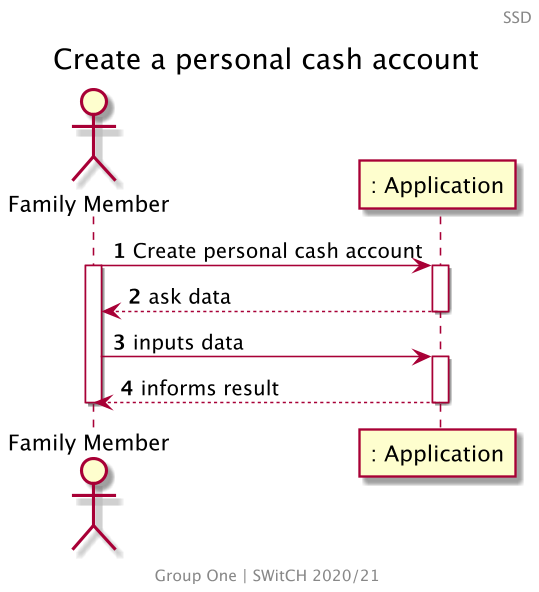 SSD
Create a personal cash account
Family Member
: Application
1 Create personal cash account
2 ask data
3 inputs data
4 informs result
Family Member
: Application
Group One | SWitCH 2020/21